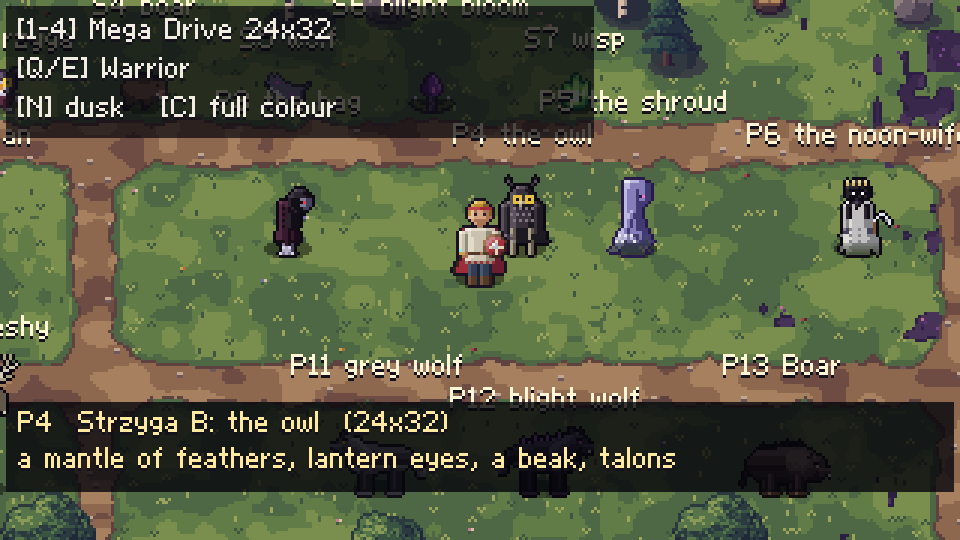 [1-4] Mega Drive 24x32
[Q/E] Warrior
[N] dusk [C] full colour
S7 wisp
P5 the shroud
P4 the owl
P6 the noon-wife
P11 grey wolf
P13 Boar
P12 blight wolf
P4 Strzyga B: the owl (24x32)
a mantle of feathers, lantern eyes, a beak, talons